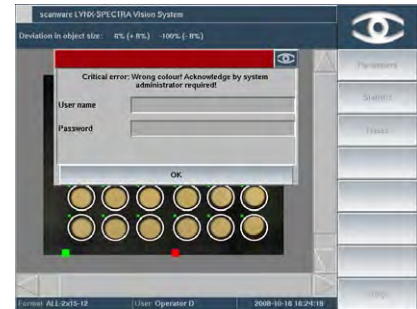 scanware LYNX-SPECTRA Vision System
Deviation in object size: 8% (+ 8%) -100% (- 8%)
Critical error: Wrong colour! Acknowledge by system
administrator required!
User name
Password
OK
Parameters
Statistic
Format ALL-2x15-12 User Operator D 2008-10-16 16:24:19